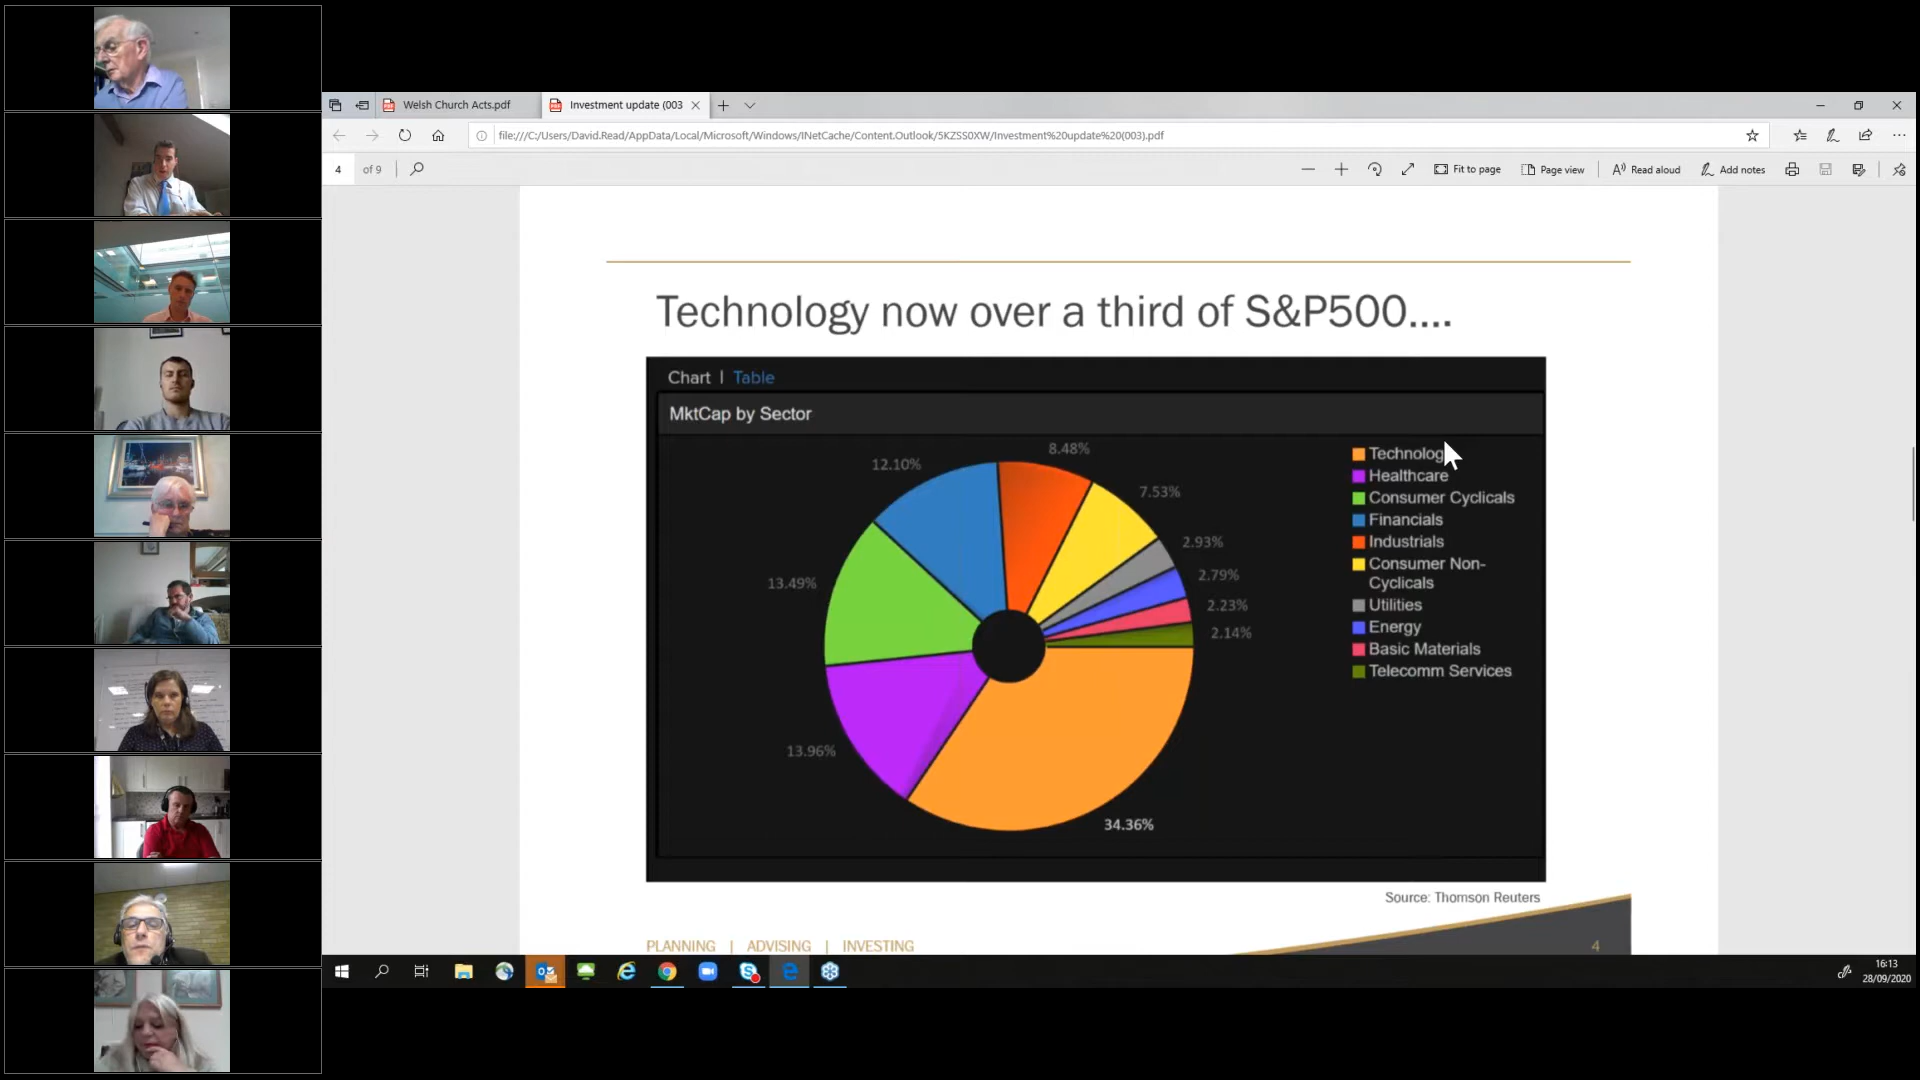 Welsh Church Acts.pdf
Investment update (003
file:///C:/Users/David.Read/AppData/Local/Microsoft/Windows/INetCache/Content.Outlook/5KZSS0XW/Investment%20update%20(003).pdf
4 of 9
Fit to page
Page view
Read aloud
Add notes
Technology now over a third of S&P500....
Chart | Table
MktCap by Sector
8.48%
12.10%
7.53%
2.93%
2.79%
13.49%
2.23%
2.14%
13.96%
34.36%
Technolog
Healthcare
Consumer Cyclicals
Financials
Industrials
Consumer Non-
Cyclicals
Utilities
Energy
Basic Materials
Telecomm Services
Source: Thomson Reuters
PLANNING | ADVISING | INVESTING
4
16:13
28/09/2020